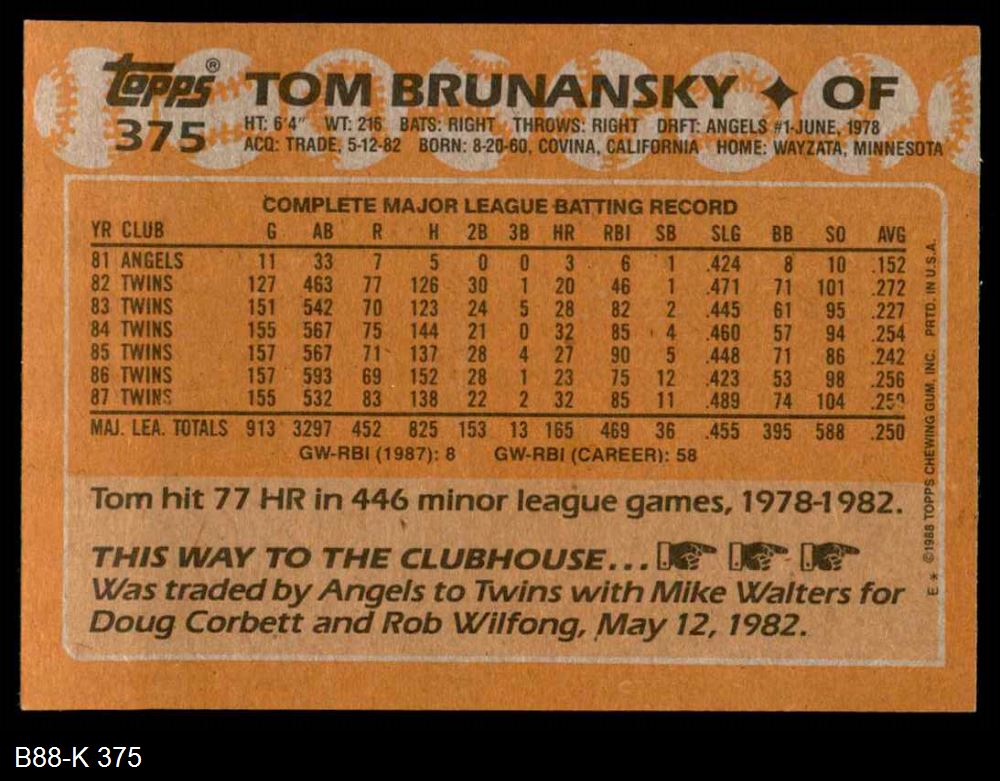 topps® TOM BRUNANSKY ✦ OF
375 HT: 6'4" WT: 216 BATS: RIGHT THROWS: RIGHT DRFT: ANGELS #1-JUNE, 1978
ACQ: TRADE, 5-12-82 BORN: 8-20-60, COVINA, CALIFORNIA HOME: WAYZATA, MINNESOTA
COMPLETE MAJOR LEAGUE BATTING RECORD
YR CLUB G AB R H 2B 3B HR RBI SB SLG BB SO AVG
81 ANGELS 11 33 7 5 0 0 3 6 1 .424 8 10 .152
82 TWINS 127 463 77 126 30 1 20 46 1 .471 71 101 .272
83 TWINS 151 542 70 123 24 5 28 82 2 .445 61 95 .227
84 TWINS 155 567 75 144 21 0 32 85 4 .460 57 94 .254
85 TWINS 157 567 71 137 28 4 27 90 5 .448 71 86 .242
86 TWINS 157 593 69 152 28 1 23 75 12 .423 53 98 .256
87 TWINS 155 532 83 138 22 2 32 85 11 .489 74 104
MAJ. LEA. TOTALS 913 3297 452 825 153 13 165 469 36 .455 395 588 .250
GW-RBI (1987): 8 GW-RBI (CAREER): 58
Tom hit 77 HR in 446 minor league games, 1978-1982.
THIS WAY TO THE CLUBHOUSE...
Was traded by Angels to Twins with Mike Walters for
Doug Corbett and Rob Wilfong, May 12, 1982.
E* ©1988 TOPPS CHEWING GUM, INC. PRTD. IN U.S.A.
B88-K 375